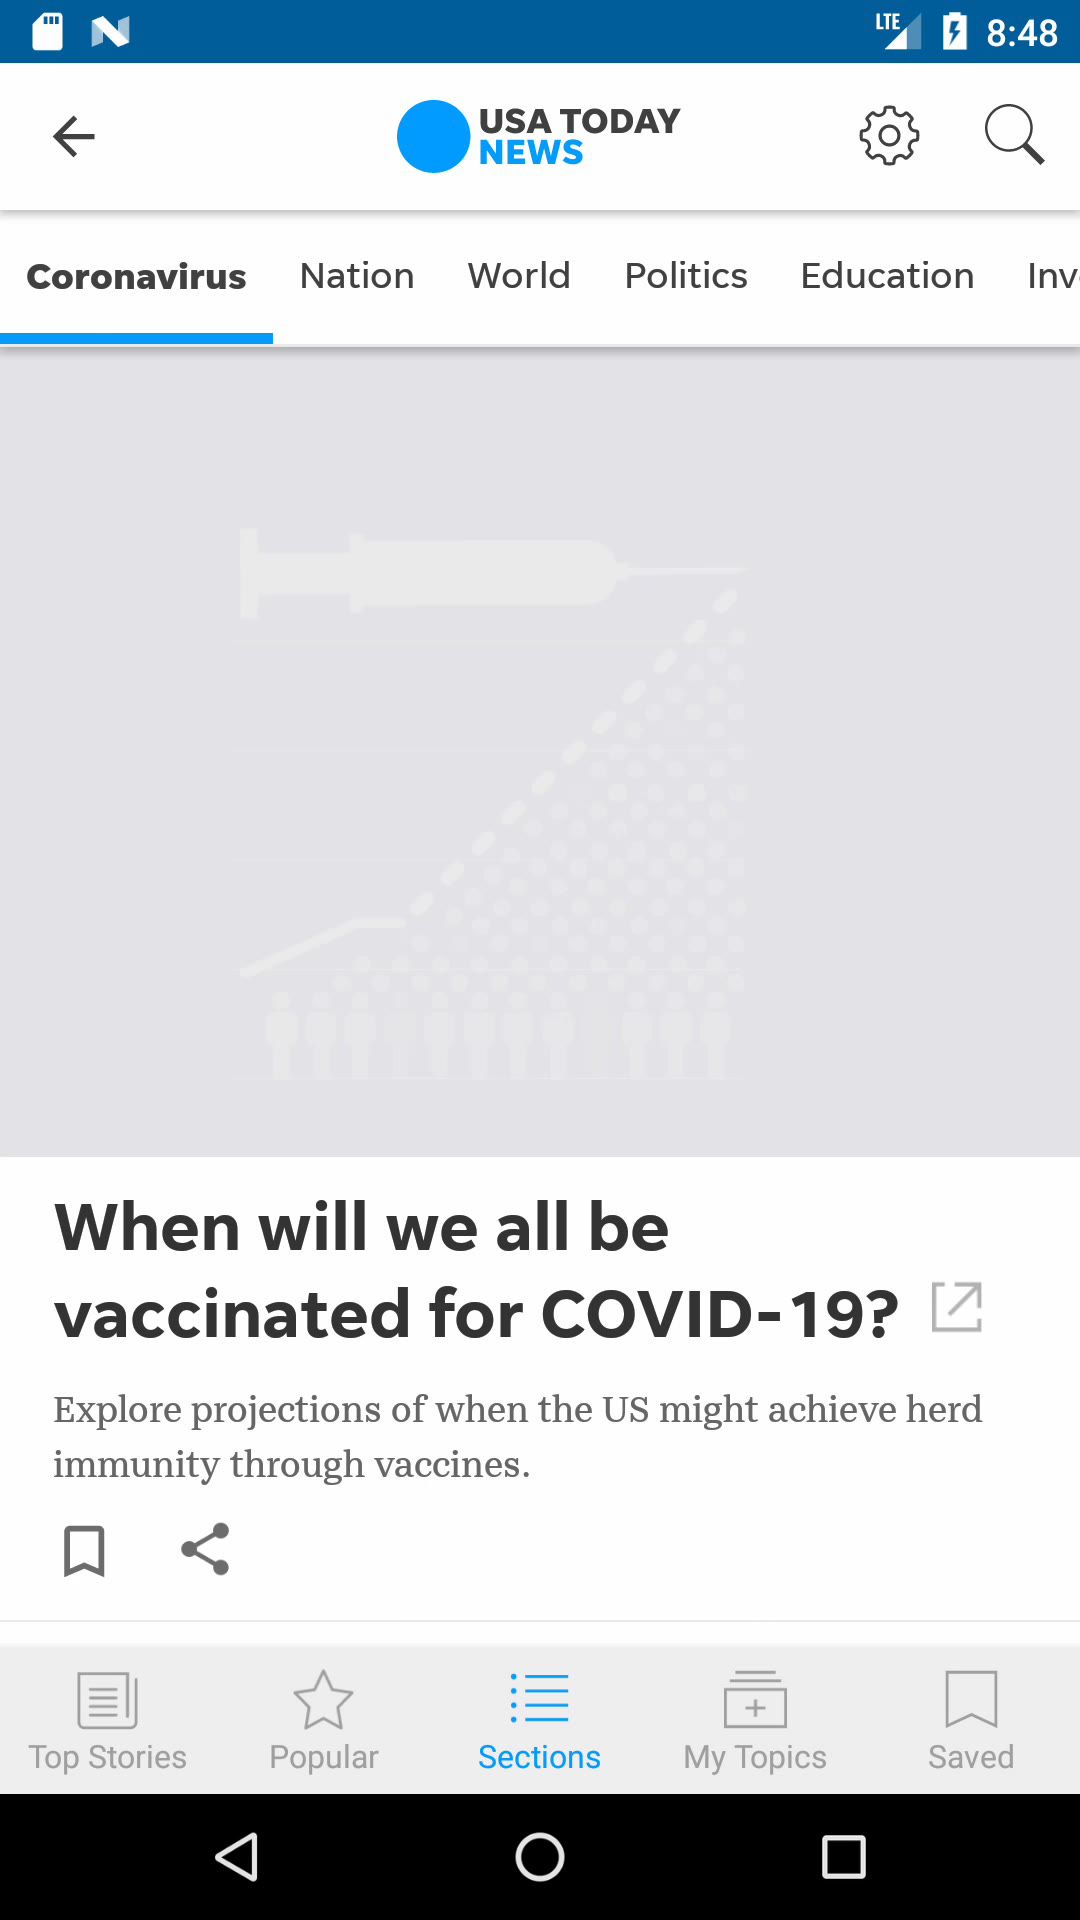 LTE 8:48
USA TODAY
NEWS
Coronavirus Nation World Politics Education Inv
When will we all be
vaccinated for COVID-19?
Explore projections of when the US might achieve herd
immunity through vaccines.
Top Stories Popular Sections My Topics Saved